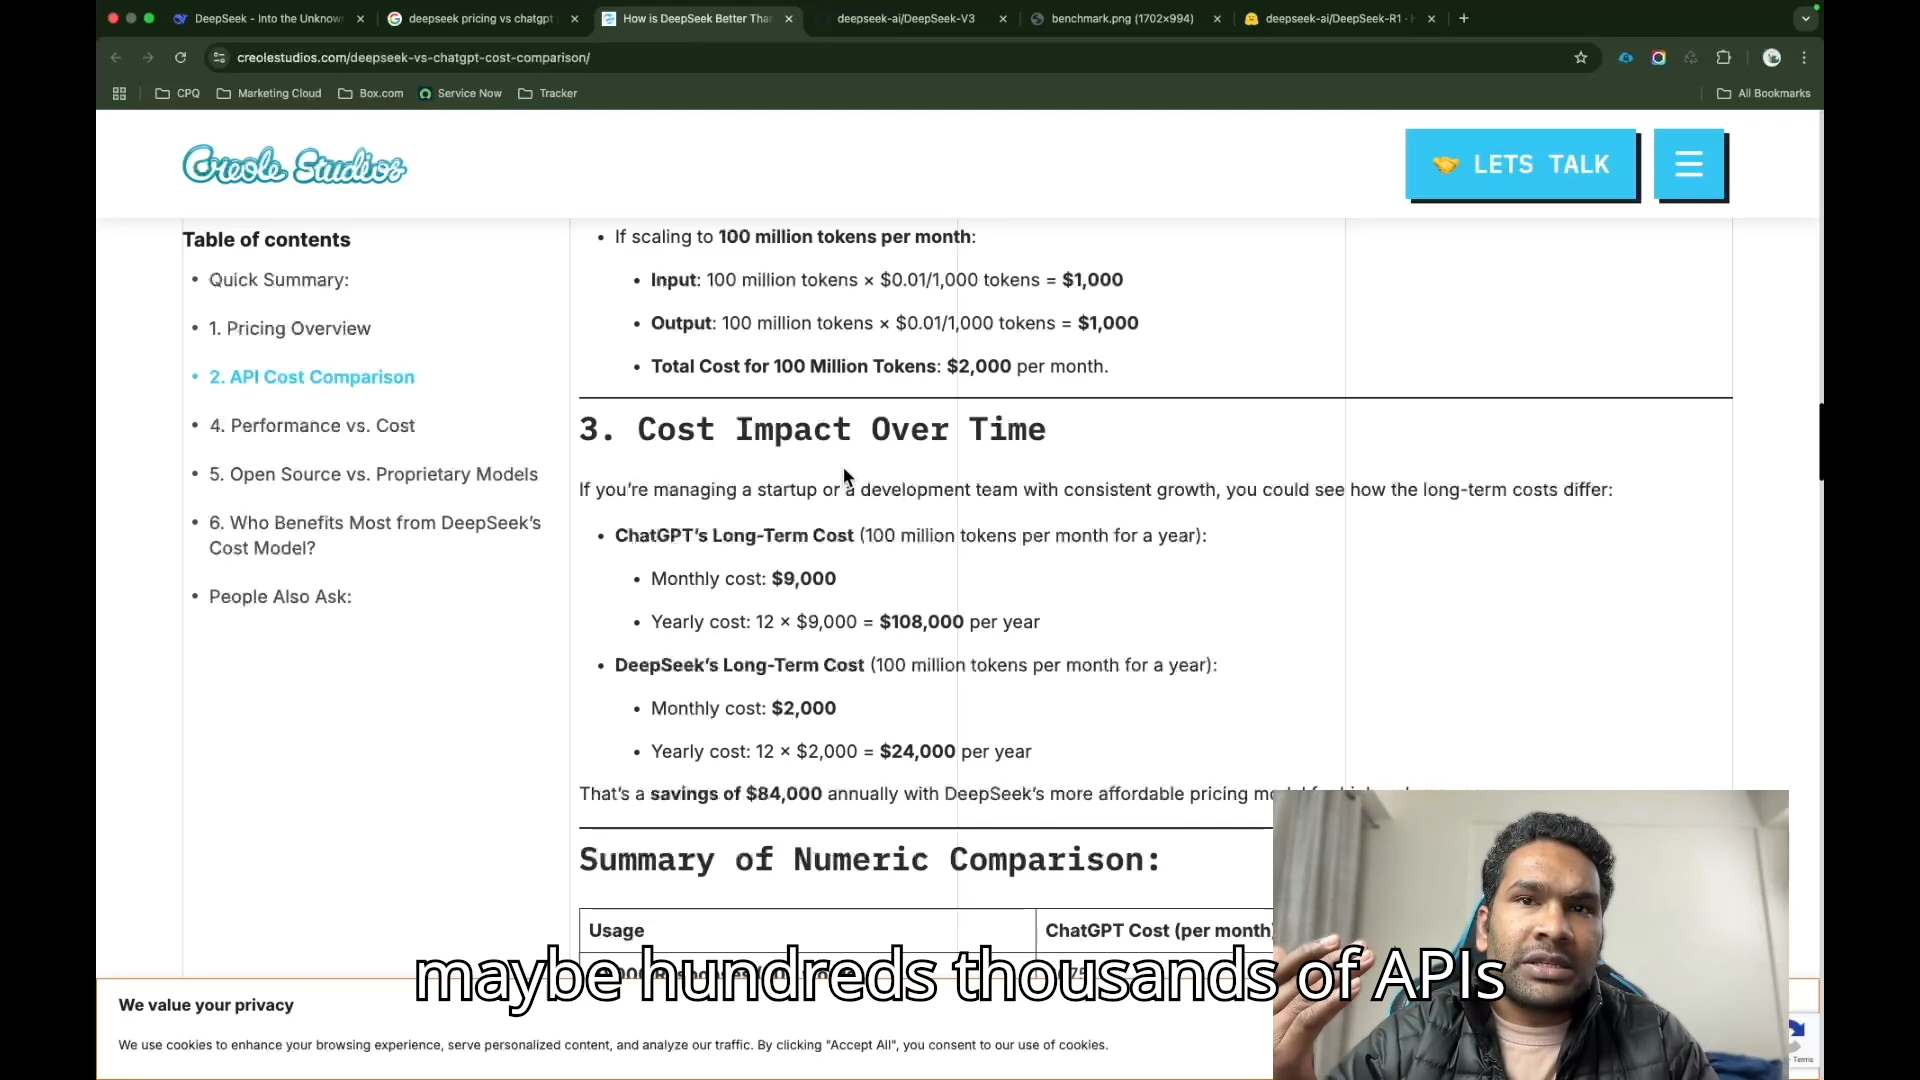 DeepSeek - Into the Unknown
deepseek pricing vs chatgpt
How is DeepSeek Better Than
deepseek-ai/DeepSeek-V3
benchmark.png (1702×994)
deepseek-ai/DeepSeek-R1 ·
creolestudios.com/deepseek-vs-chatgpt-cost-comparison/
CPQ
Marketing Cloud
Box.com
Service Now
Tracker
All Bookmarks
Creole Studios
LETS TALK
Table of contents
• Quick Summary:
• 1. Pricing Overview
• 2. API Cost Comparison
• 4. Performance vs. Cost
• 5. Open Source vs. Proprietary Models
• 6. Who Benefits Most from DeepSeek's
Cost Model?
• People Also Ask:
• If scaling to 100 million tokens per month:
• Input: 100 million tokens × $0.01/1,000 tokens = $1,000
• Output: 100 million tokens × $0.01/1,000 tokens = $1,000
• Total Cost for 100 Million Tokens: $2,000 per month.
3. Cost Impact Over Time
If you're managing a startup or a development team with consistent growth, you could see how the long-term costs differ:
• ChatGPT's Long-Term Cost (100 million tokens per month for a year):
• Monthly cost: $9,000
• Yearly cost: 12 × $9,000 = $108,000 per year
• DeepSeek's Long-Term Cost (100 million tokens per month for a year):
• Monthly cost: $2,000
• Yearly cost: 12 × $2,000 = $24,000 per year
That's a savings of $84,000 annually with DeepSeek's more affordable pricing
Summary of Numeric Comparison:
Usage
ChatGPT Cost (per month)
maybe hundreds thousands of APIs
We value your privacy
We use cookies to enhance your browsing experience, serve personalized content, and analyze our traffic. By clicking "Accept All", you consent to our use of cookies.
Terms